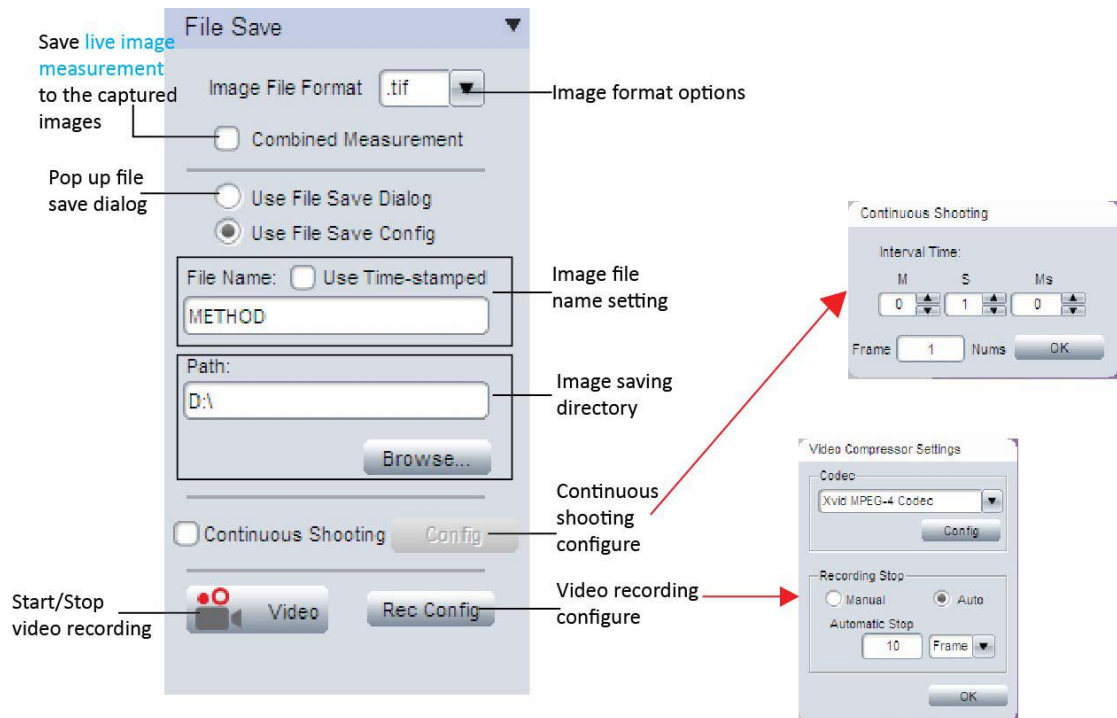 File Save
Save live image
measurement
to the captured
images
Image File Format
.tif
Image format options
Combined Measurement
Pop up file
save dialog
Use File Save Dialog
Use File Save Config
File Name:
Use Time-stamped
METHOD
Image file
name setting
Path:
D:\
Browse...
Image saving
directory
Continuous Shooting
Config
Continuous
shooting
configure
Start/Stop
video recording
Video
Rec Config
Video recording
configure
Continuous Shooting
Interval Time:
M S Ms
0 1 0
Frame 1 Nums OK
Video Compressor Settings
Codec
Xvid MPEG-4 Codec
Config
Recording Stop
Manual Auto
Automatic Stop
10 Frame
OK